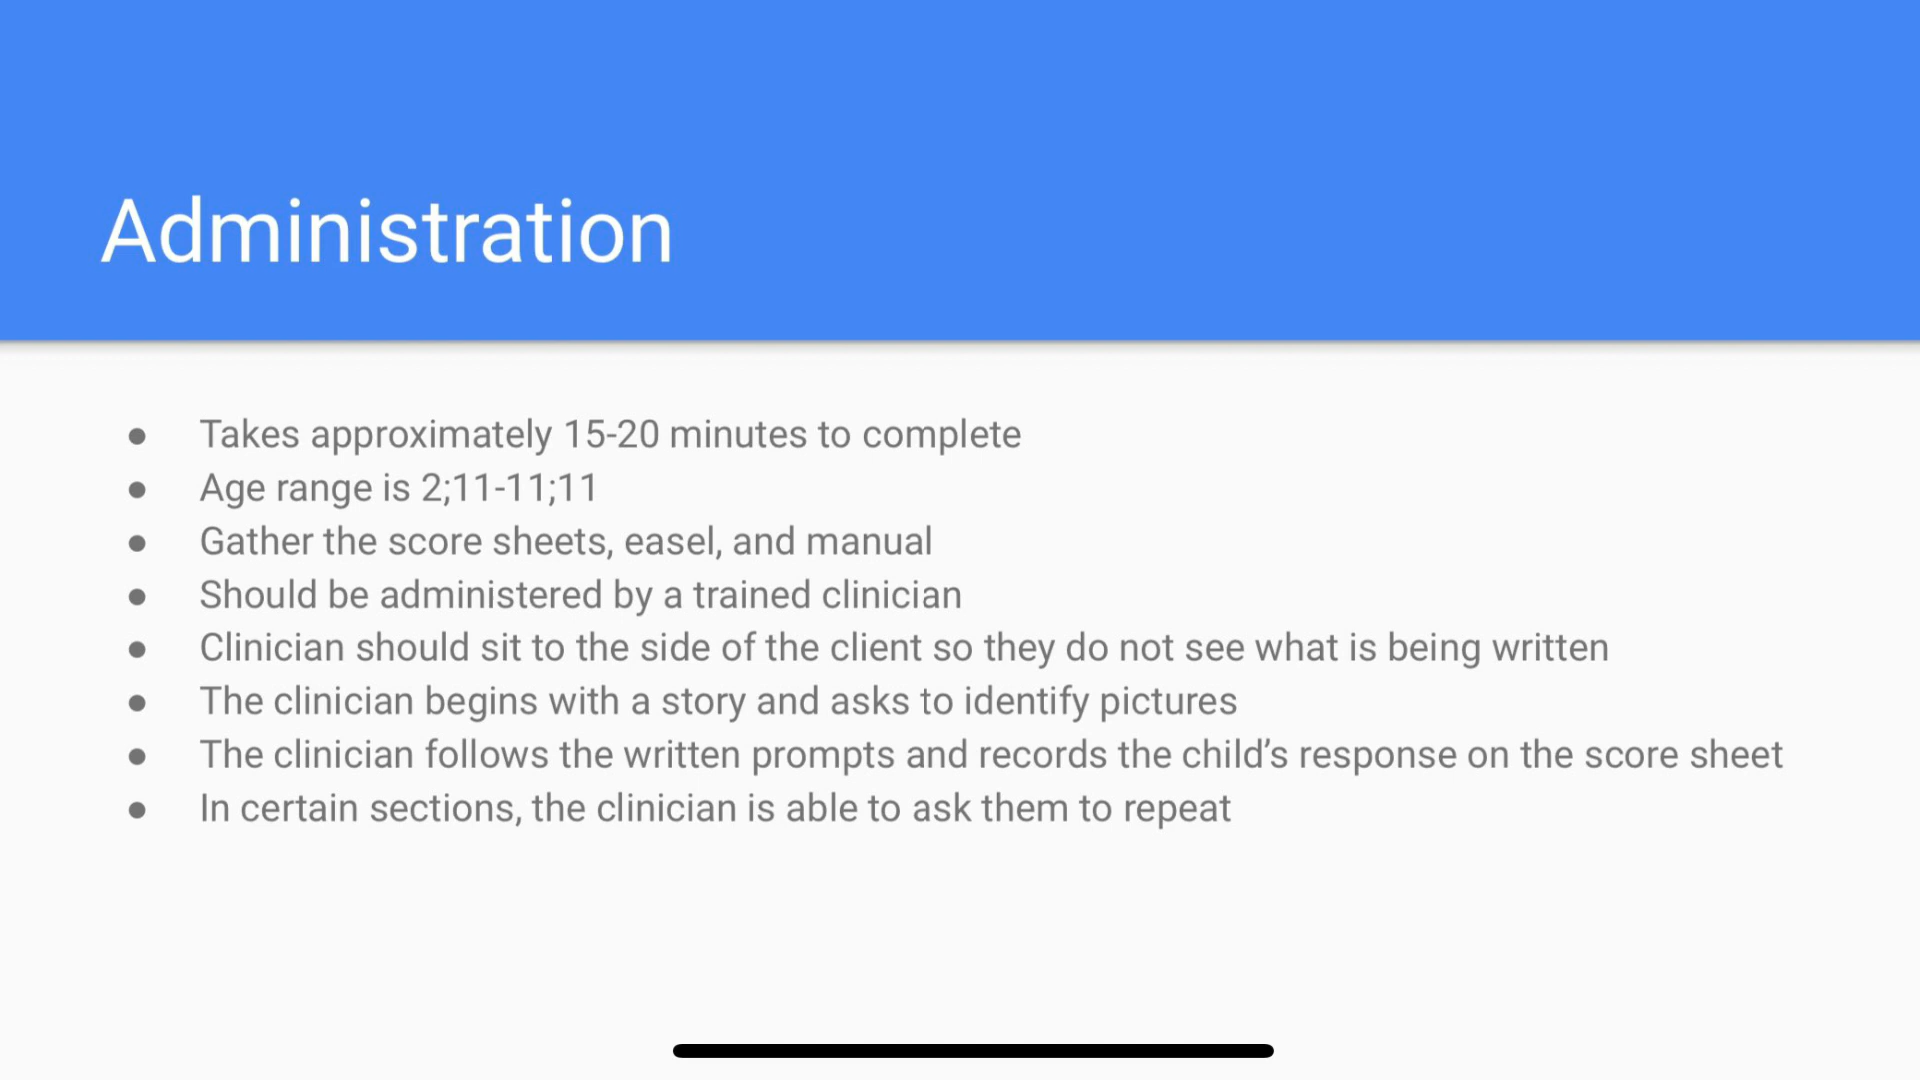 Administration
● Takes approximately 15-20 minutes to complete
● Age range is 2;11-11;11
● Gather the score sheets, easel, and manual
● Should be administered by a trained clinician
● Clinician should sit to the side of the client so they do not see what is being written
● The clinician begins with a story and asks to identify pictures
● The clinician follows the written prompts and records the child’s response on the score sheet
● In certain sections, the clinician is able to ask them to repeat